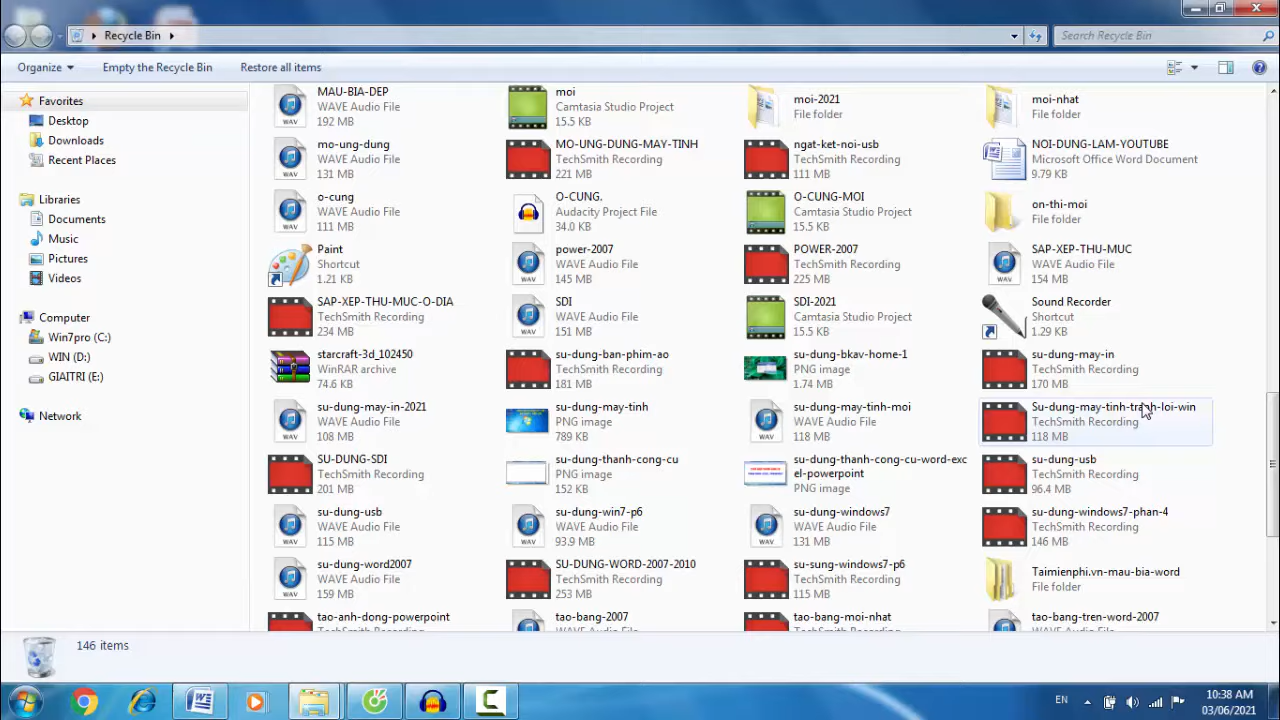 Recycle Bin
Search Recycle Bin
Organize
Empty the Recycle Bin
Restore all items
Favorites
Desktop
Downloads
Recent Places
Libraries
Documents
Music
Pictures
Videos
Computer
Win7pro (C:)
WIN (D:)
GIAITRI (E:)
Network
MAU-BIA-DEP
WAVE Audio File
192 MB
moi
Camtasia Studio Project
15.5 KB
moi-2021
File folder
moi-nhat
File folder
mo-ung-dung
WAVE Audio File
131 MB
MO-UNG-DUNG-MAY-TINH
TechSmith Recording
221 MB
ngat-ket-noi-usb
TechSmith Recording
111 MB
NOI-DUNG-LAM-YOUTUBE
Microsoft Office Word Document
9.79 KB
o-cung
WAVE Audio File
111 MB
O-CUNG.
Audacity Project File
34.0 KB
O-CUNG-MOI
Camtasia Studio Project
15.5 KB
on-thi-moi
File folder
Paint
Shortcut
1.21 KB
power-2007
WAVE Audio File
145 MB
POWER-2007
TechSmith Recording
225 MB
SAP-XEP-THU-MUC
WAVE Audio File
154 MB
SAP-XEP-THU-MUC-O-DIA
TechSmith Recording
234 MB
SDI
WAVE Audio File
151 MB
SDI-2021
Camtasia Studio Project
15.5 KB
Sound Recorder
Shortcut
1.29 KB
starcraft-3d_102450
WinRAR archive
74.6 KB
su-dung-ban-phim-ao
TechSmith Recording
181 MB
su-dung-bkav-home-1
PNG image
1.74 MB
su-dung-may-in
TechSmith Recording
170 MB
su-dung-may-in-2021
WAVE Audio File
108 MB
su-dung-may-tinh
PNG image
789 KB
su-dung-may-tinh-moi
WAVE Audio File
118 MB
Su-dung-may-tinh-tranh-loi-win
TechSmith Recording
118 MB
SU-DUNG-SDI
TechSmith Recording
201 MB
su-dung-thanh-cong-cu
PNG image
152 KB
su-dung-thanh-cong-cu-word-exc
el-powerpoint
PNG image
su-dung-usb
TechSmith Recording
96.4 MB
su-dung-usb
WAVE Audio File
115 MB
su-dung-win7-p6
WAVE Audio File
93.9 MB
su-dung-windows7
WAVE Audio File
131 MB
su-dung-windows7-phan-4
TechSmith Recording
146 MB
su-dung-word2007
WAVE Audio File
159 MB
SU-DUNG-WORD-2007-2010
TechSmith Recording
253 MB
su-sung-windows7-p6
TechSmith Recording
115 MB
Taimienphi.vn-mau-bia-word
File folder
tao-anh-dong-powerpoint
tao-bang-2007
tao-bang-moi-nhat
tao-bang-tren-word-2007
146 items
EN
10:38 AM
03/06/2021